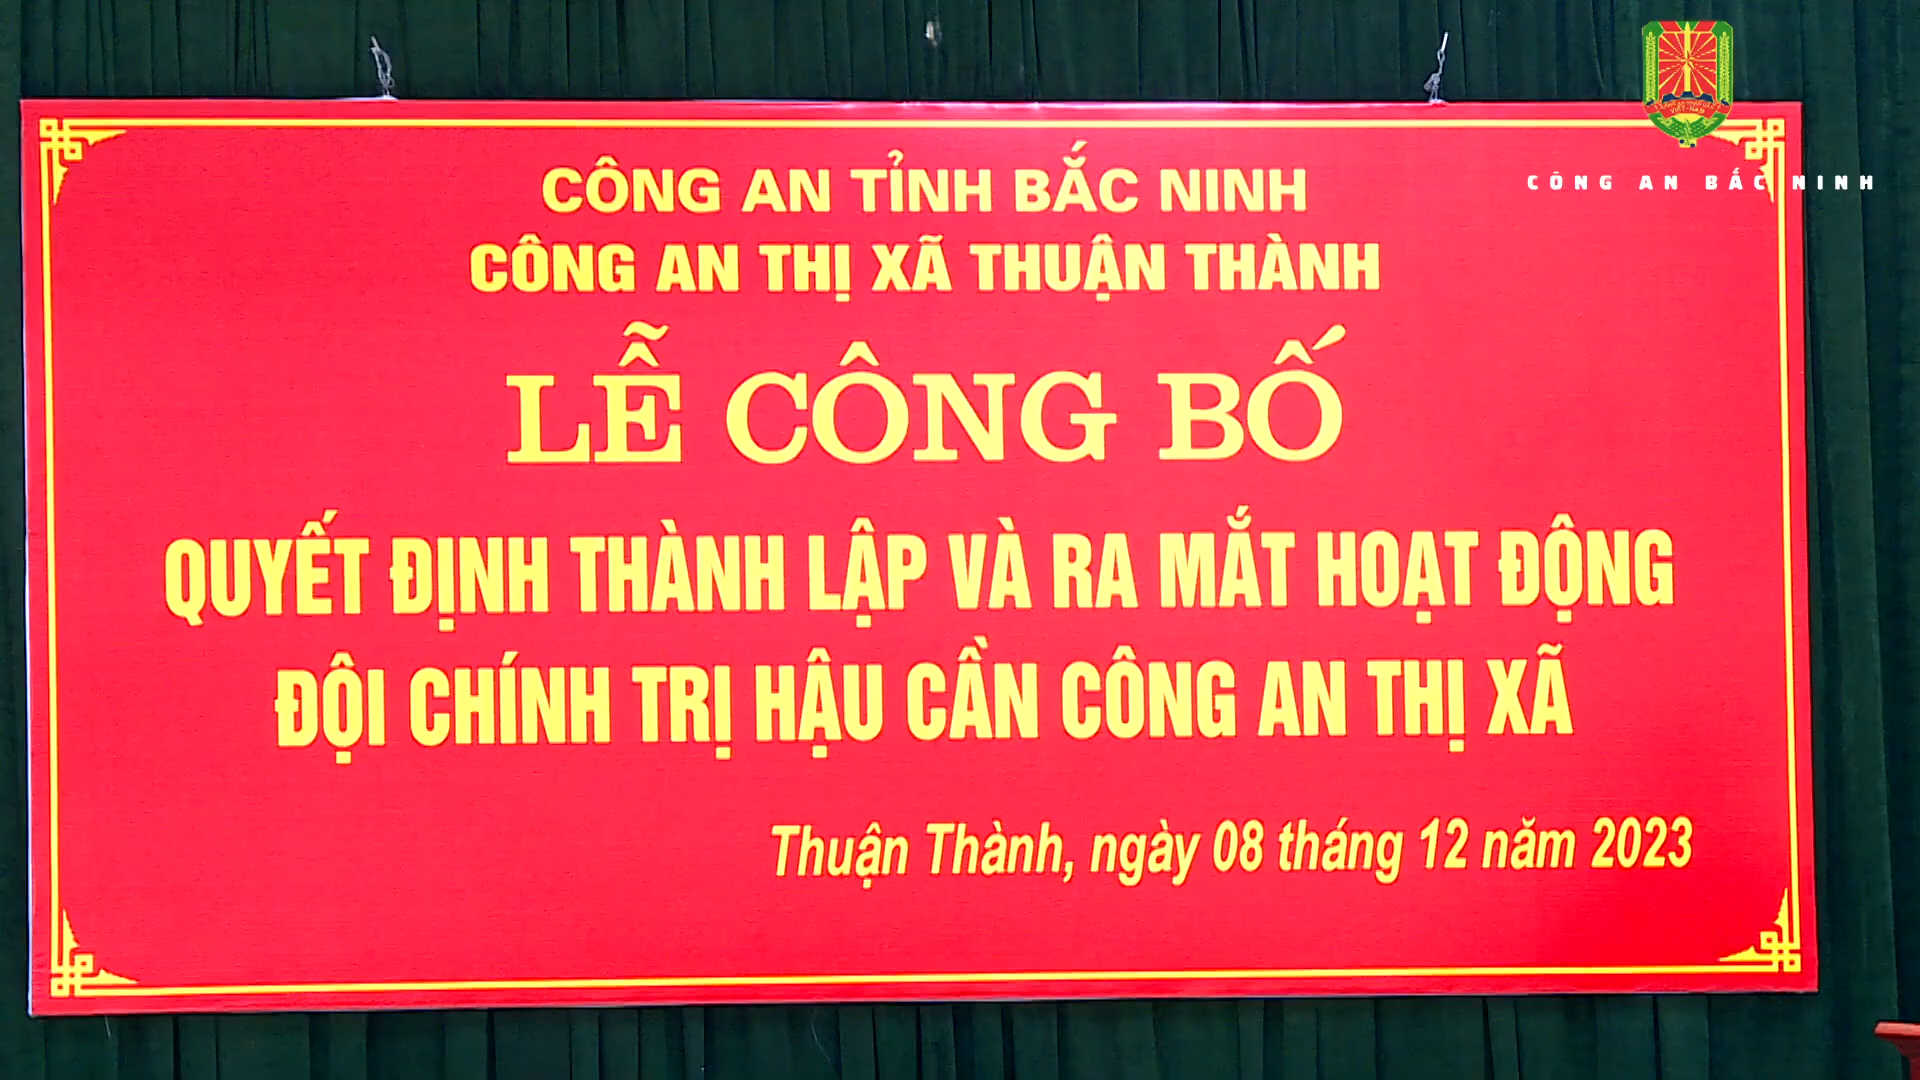 CÔNG AN TỈNH BẮC NINH
CÔNG AN THỊ XÃ THUẬN THÀNH
LỄ CÔNG BỐ
QUYẾT ĐỊNH THÀNH LẬP VÀ RA MẮT HOẠT ĐỘNG
ĐỘI CHÍNH TRỊ HẬU CẦN CÔNG AN THỊ XÃ
Thuận Thành, ngày 08 tháng 12 năm 2023
CÔNG AN BẮC NINH